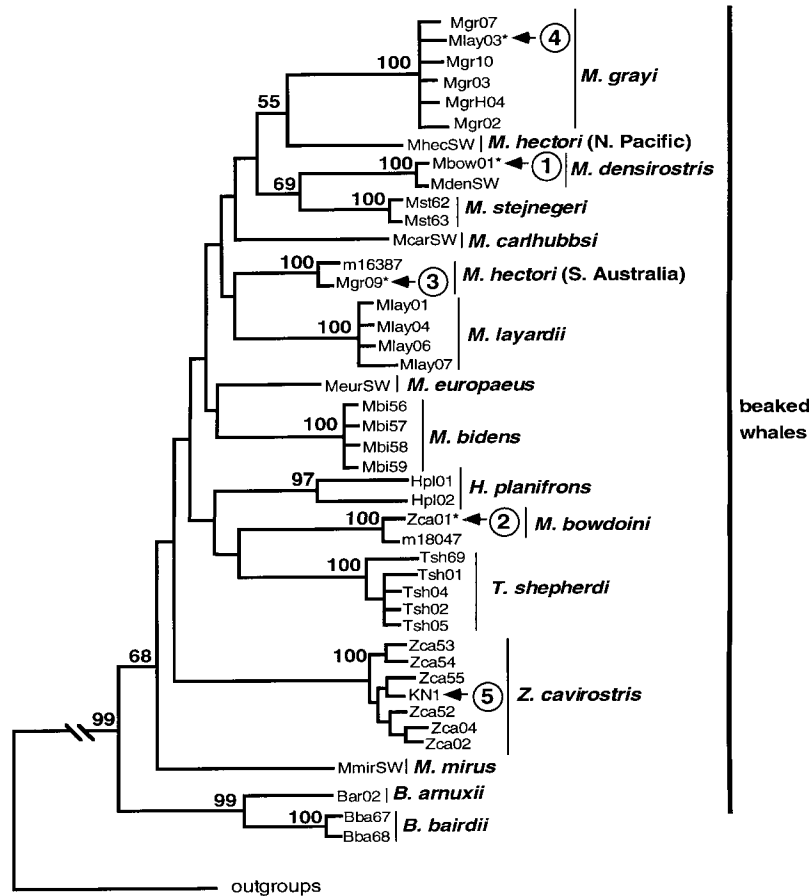 Mgr07
Mlay03* 4
100 Mgr10 M. grayi
Mgr03
MgrH04
55 Mgr02
MhecSW M. hectori (N. Pacific)
100 Mbow01* 1 M. densirostris
MdenSW
69
100 Mst62 M. stejnegeri
Mst63
McarSW M. carlhubbsi
100 m16387 M. hectori (S. Australia)
Mgr09* 3
Mlay01
100 Mlay04 M. layardii
Mlay06
Mlay07
MeurSW M. europaeus
Mbi56
100 Mbi57 M. bidens
Mbi58
Mbi59
beaked
whales
97 Hpl01 H. planifrons
Hpl02
100 Zca01* 2 M. bowdoini
m18047
Tsh69
100 Tsh01
Tsh04 T. shepherdi
Tsh02
Tsh05
Zca53
100 Zca54
Zca55
68 KN1 5 Z. cavirostris
Zca52
Zca04
99 Zca02
MmirSW M. mirus
99 Bar02 B. arnuxii
100 Bba67 B. bairdii
Bba68
outgroups